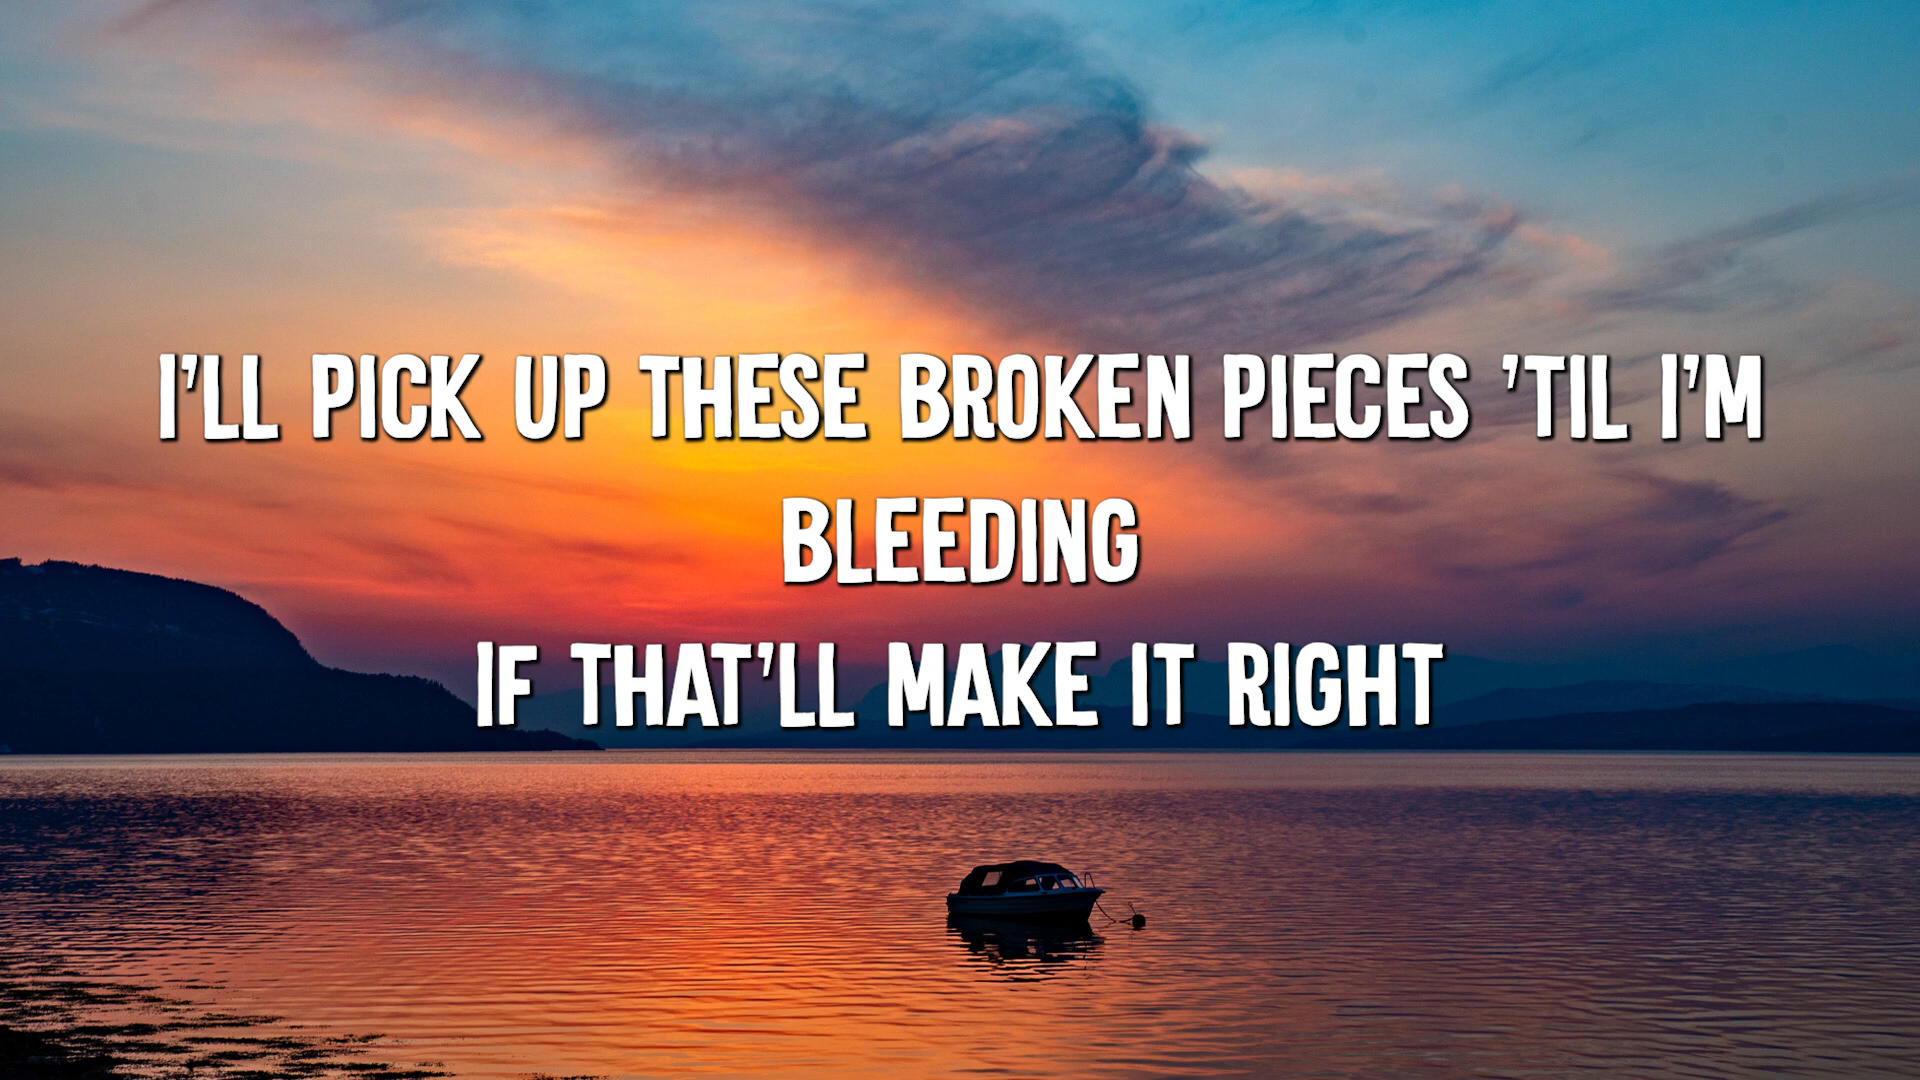 I'LL PICK UP THESE BROKEN PIECES 'TIL I'M
BLEEDING
IF THAT'LL MAKE IT RIGHT